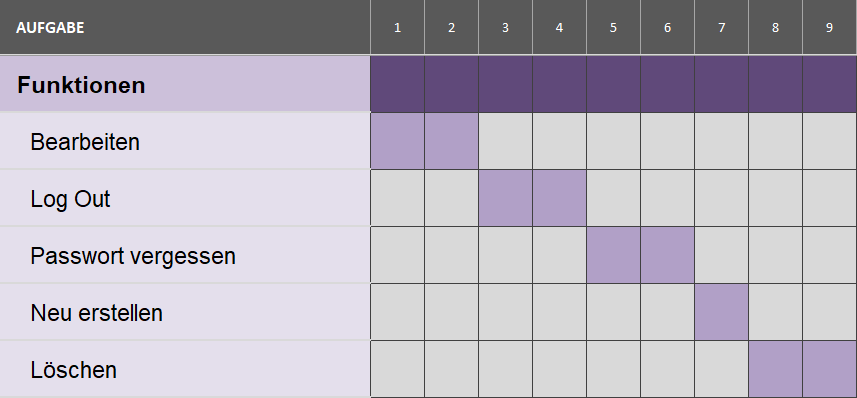 AUFGABE 1 2 3 4 5 6 7 8 9
Funktionen
Bearbeiten
Log Out
Passwort vergessen
Neu erstellen
Löschen